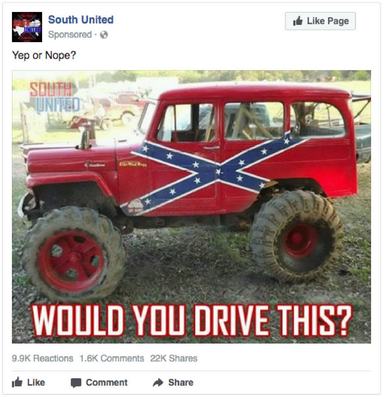 South United
Sponsored ·
Like Page
Yep or Nope?
SOUTH
UNITED
WOULD YOU DRIVE THIS?
9.9K Reactions 1.6K Comments 22K Shares
Like Comment Share